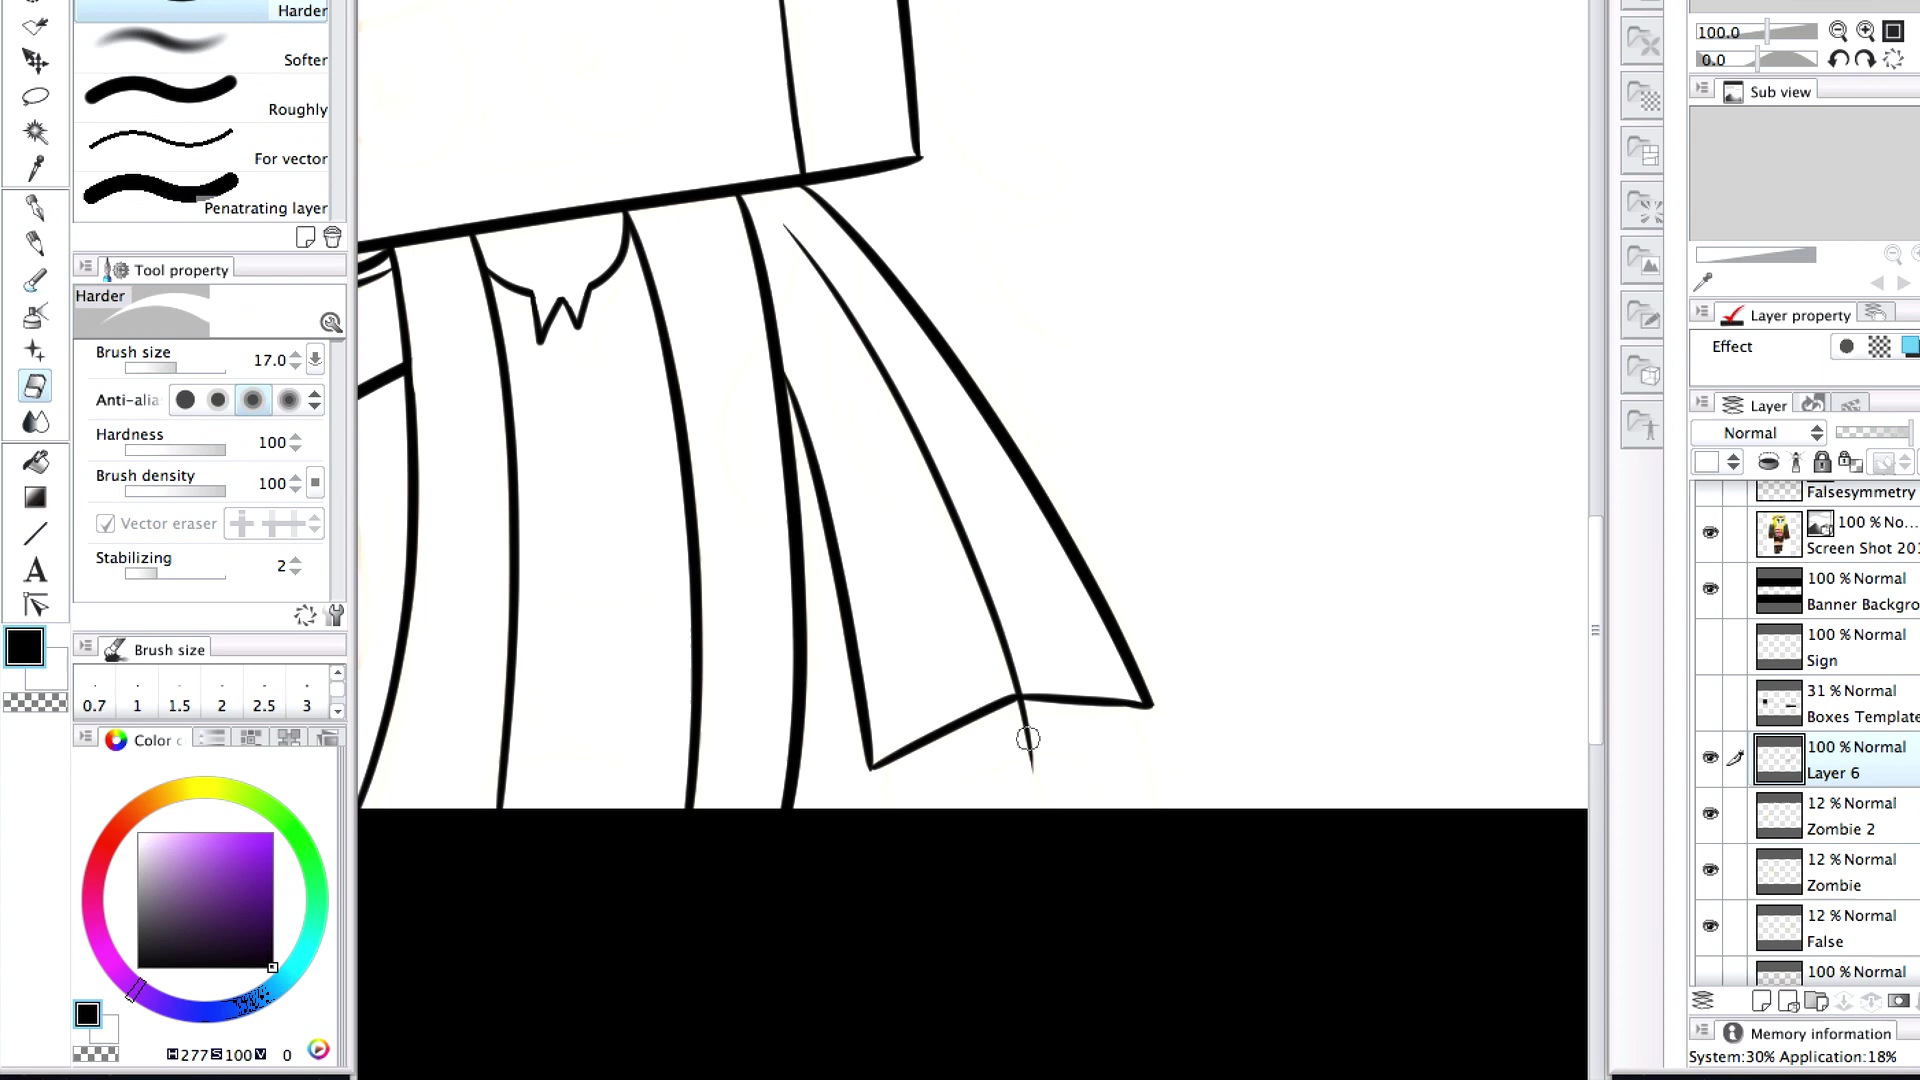 Harder
Softer
Roughly
For vector
Penatrating layer
Tool property
Harder
Brush size 17.0
Anti-alia
Hardness 100
Brush density 100
Vector eraser
Stabilizing 2
Brush size
0.7 1 1.5 2 2.5 3
Color c
H 277 S 100 V 0
100.0
0.0
Sub view
Layer property
Effect
Layer
Normal
Falsesymmetry
100 % No...
Screen Shot 201
100 % Normal
Banner Backgro
100 % Normal
Sign
31 % Normal
Boxes Template
100 % Normal
Layer 6
12 % Normal
Zombie 2
12 % Normal
Zombie
12 % Normal
False
100 % Normal
Memory information
System:30% Application:18%